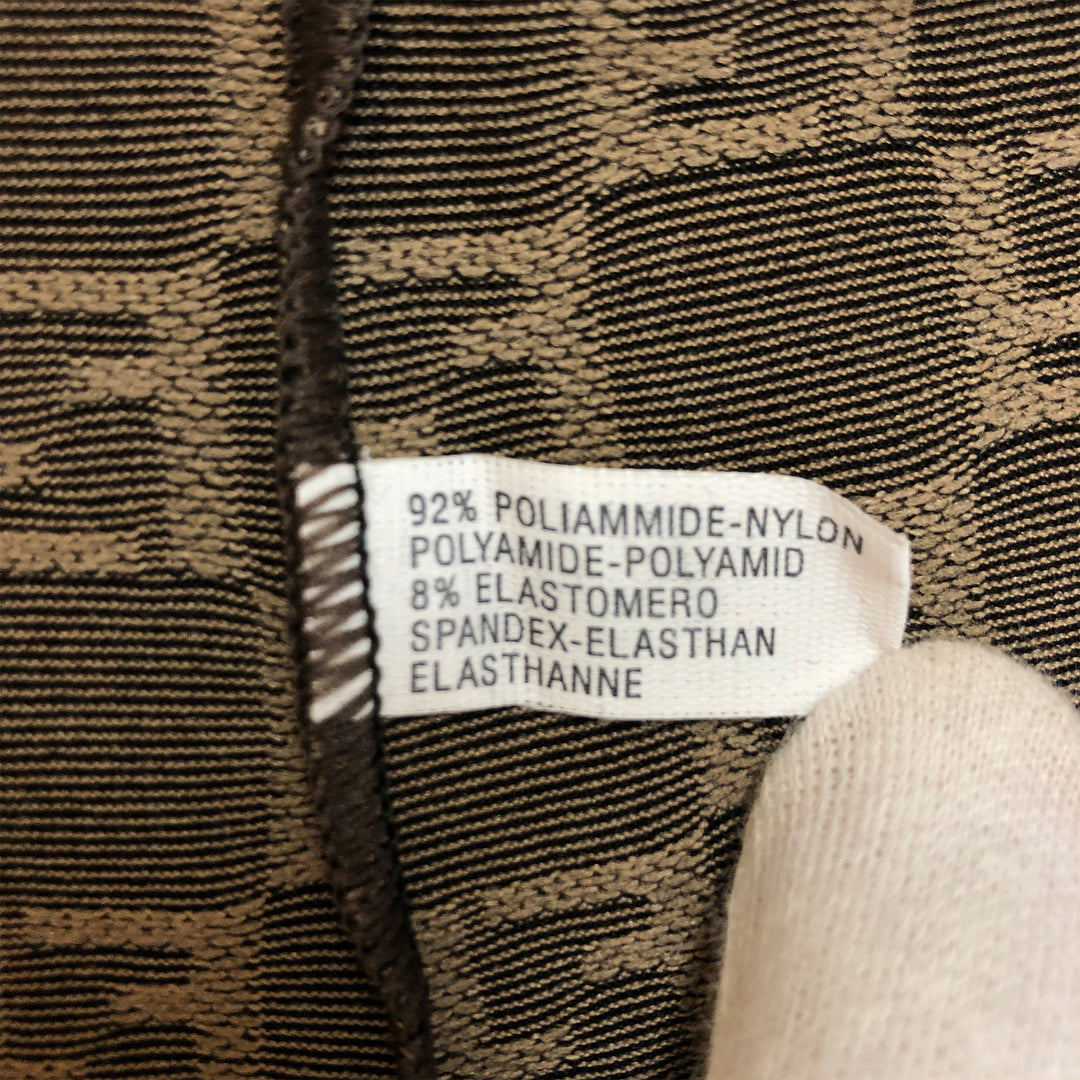 92% POLIAMMIDE-NYLON
POLYAMIDE-POLYAMID
8% ELASTOMERO
SPANDEX-ELASTHAN
ELASTHANNE